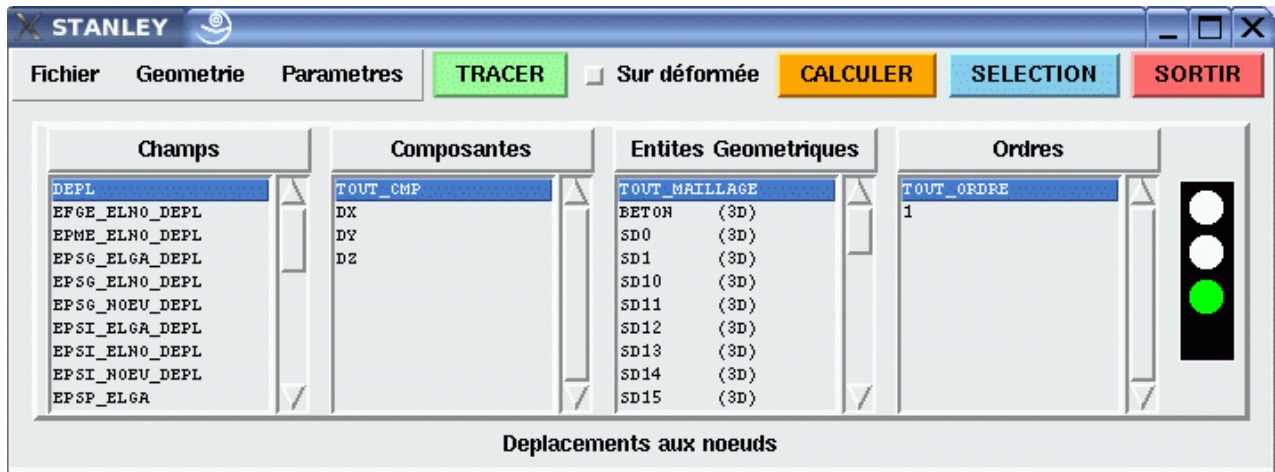 STANLEY
Fichier Geometrie Parametres TRACER Sur déformée CALCULER SELECTION SORTIR
Champs Composantes Entites Geometriques Ordres
DEPL TOUT_CMP TOUT_MAILLAGE TOUT_ORDRE
EFGE_ELNO_DEPL DX BETON (3D) 1
EPME_ELNO_DEPL DY SD0 (3D)
EPSG_ELGA_DEPL DZ SD1 (3D)
EPSG_ELNO_DEPL SD10 (3D)
EPSG_NOEU_DEPL SD11 (3D)
EPSI_ELGA_DEPL SD12 (3D)
EPSI_ELNO_DEPL SD13 (3D)
EPSI_NOEU_DEPL SD14 (3D)
EPSP_ELGA SD15 (3D)
Deplacements aux noeuds